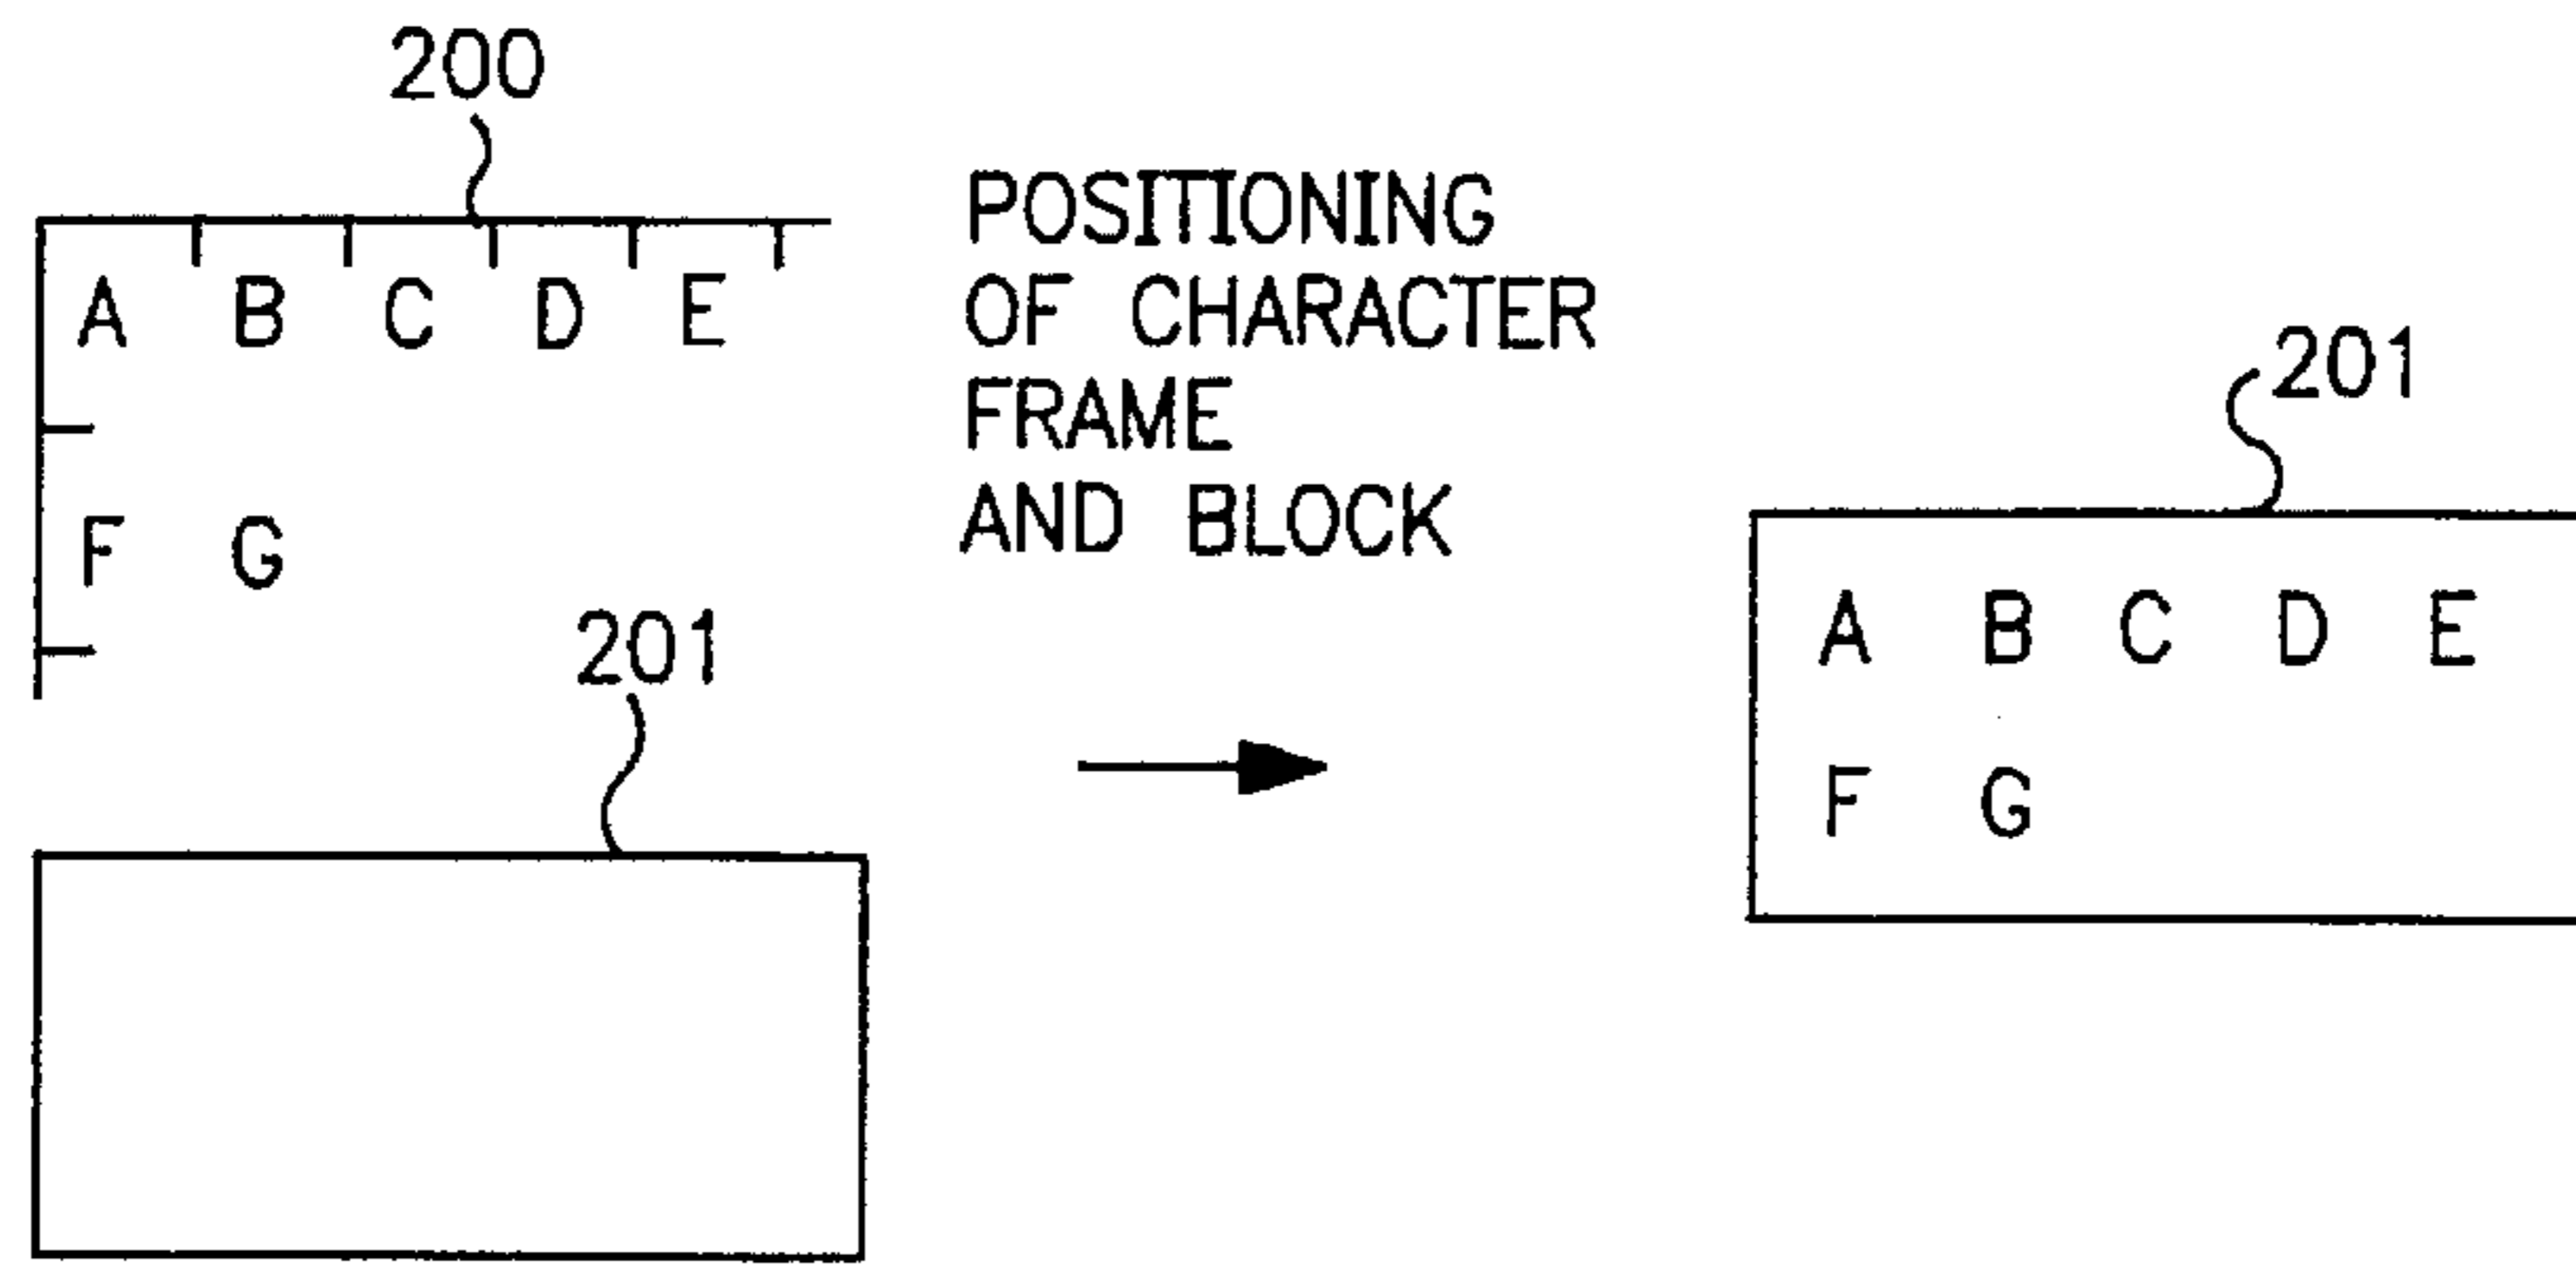 200
A B C D E
F G
201
POSITIONING
OF CHARACTER
FRAME
AND BLOCK
201
A B C D E
F G